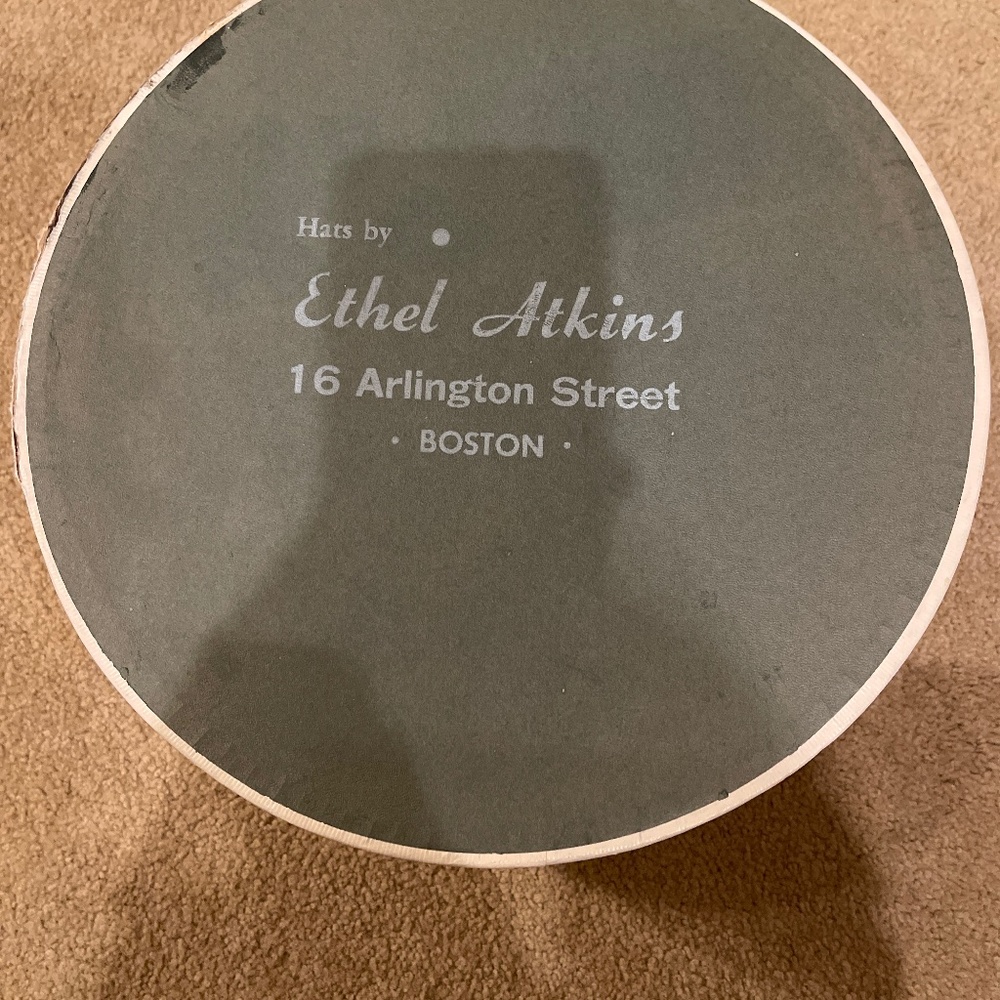 Hats by •
Ethel Atkins
16 Arlington Street
• BOSTON •